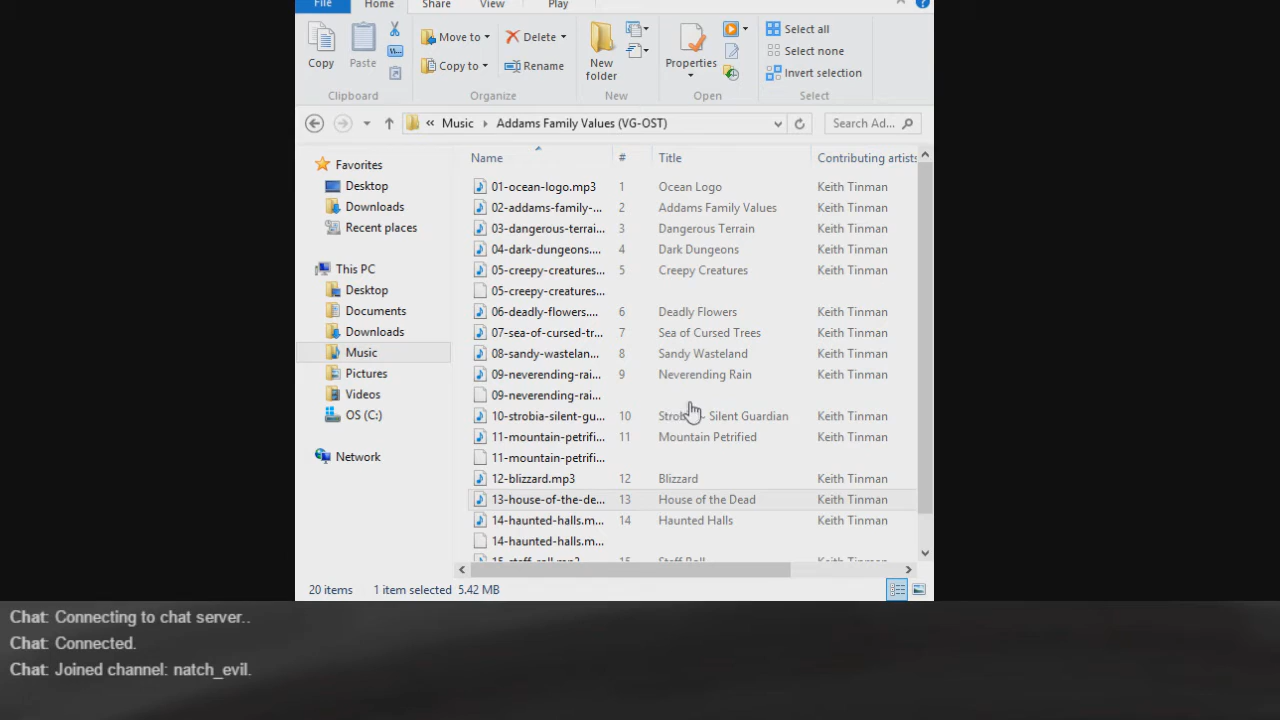 File Home Share View Play
Copy Paste Move to Copy to Delete Rename New folder Properties Select all Select none Invert selection
Clipboard Organize New Open Select
« Music Addams Family Values (VG-OST) Search Ad...
Favorites
Desktop
Downloads
Recent places
This PC
Desktop
Documents
Downloads
Music
Pictures
Videos
OS (C:)
Network
Name # Title Contributing artists
01-ocean-logo.mp3 1 Ocean Logo Keith Tinman
02-addams-family-... 2 Addams Family Values Keith Tinman
03-dangerous-terrai... 3 Dangerous Terrain Keith Tinman
04-dark-dungeons.... 4 Dark Dungeons Keith Tinman
05-creepy-creatures... 5 Creepy Creatures Keith Tinman
05-creepy-creatures...
06-deadly-flowers.... 6 Deadly Flowers Keith Tinman
07-sea-of-cursed-tr... 7 Sea of Cursed Trees Keith Tinman
08-sandy-wastelan... 8 Sandy Wasteland Keith Tinman
09-neverending-rai... 9 Neverending Rain Keith Tinman
09-neverending-rai...
10-strobia-silent-gu... 10 - Silent Guardian Keith Tinman
11-mountain-petrifi... 11 Mountain Petrified Keith Tinman
11-mountain-petrifi...
12-blizzard.mp3 12 Blizzard Keith Tinman
13-house-of-the-de... 13 House of the Dead Keith Tinman
14-haunted-halls.m... 14 Haunted Halls Keith Tinman
14-haunted-halls.m...
15-staff-roll.mp3 15 Staff Roll Keith Tinman
20 items 1 item selected 5.42 MB
Chat: Connecting to chat server..
Chat: Connected.
Chat: Joined channel: natch_evil.